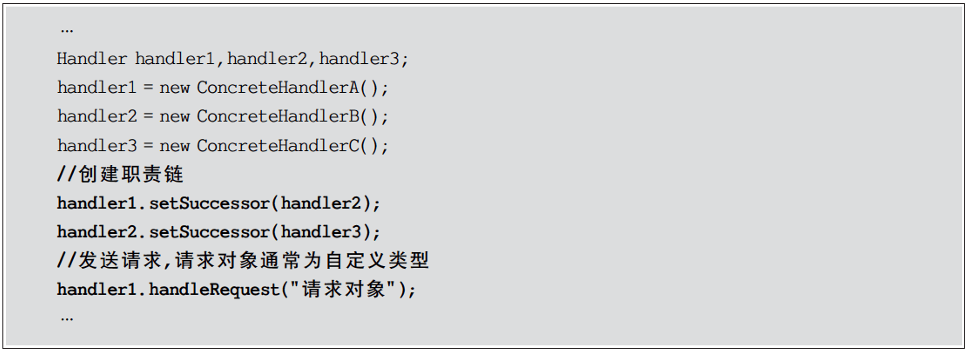 …
Handler handler1,handler2,handler3;
handler1 = new ConcreteHandlerA();
handler2 = new ConcreteHandlerB();
handler3 = new ConcreteHandlerC();
//创建职责链
handler1.setSuccessor(handler2);
handler2.setSuccessor(handler3);
//发送请求,请求对象通常为自定义类型
handler1.handleRequest("请求对象");
…